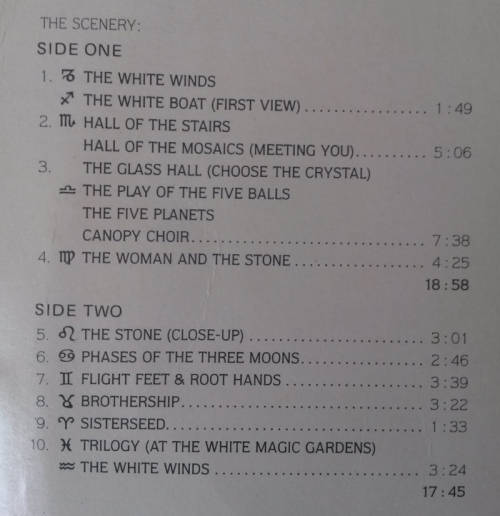 THE SCENERY:
SIDE ONE
1. ♑ THE WHITE WINDS
♐ THE WHITE BOAT (FIRST VIEW) .................. 1:49
2. ♏ HALL OF THE STAIRS
HALL OF THE MOSAICS (MEETING YOU).......... 5:06
3. THE GLASS HALL (CHOOSE THE CRYSTAL)
♎ THE PLAY OF THE FIVE BALLS
THE FIVE PLANETS
CANOPY CHOIR.................................. 7:38
4. ♍ THE WOMAN AND THE STONE ................... 4:25
18:58
SIDE TWO
5. ♌ THE STONE (CLOSE-UP) .......................... 3:01
6. ♋ PHASES OF THE THREE MOONS................... 2:46
7. ♊ FLIGHT FEET & ROOT HANDS .................... 3:39
8. ♉ BROTHERSHIP................................... 3:22
9. ♈ SISTERSEED..................................... 1:33
10. ♓ TRILOGY (AT THE WHITE MAGIC GARDENS)
♒ THE WHITE WINDS .............................. 3:24
17:45